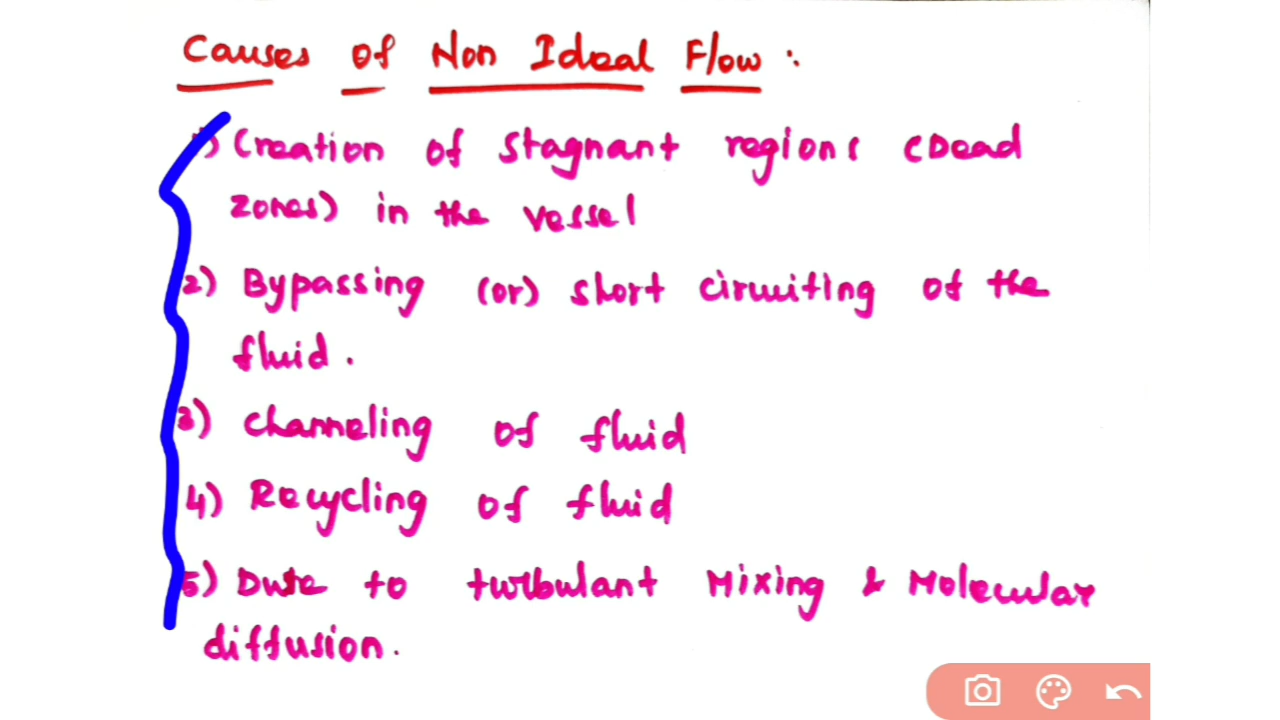 Causes of Non Ideal Flow :
1) Creation of stagnant regions (Dead
zones) in the vessel
2) Bypassing (or) short circuiting of the
fluid.
3) Channeling of fluid
4) Recycling of fluid
5) Due to turbulant Mixing & Molecular
diffusion.